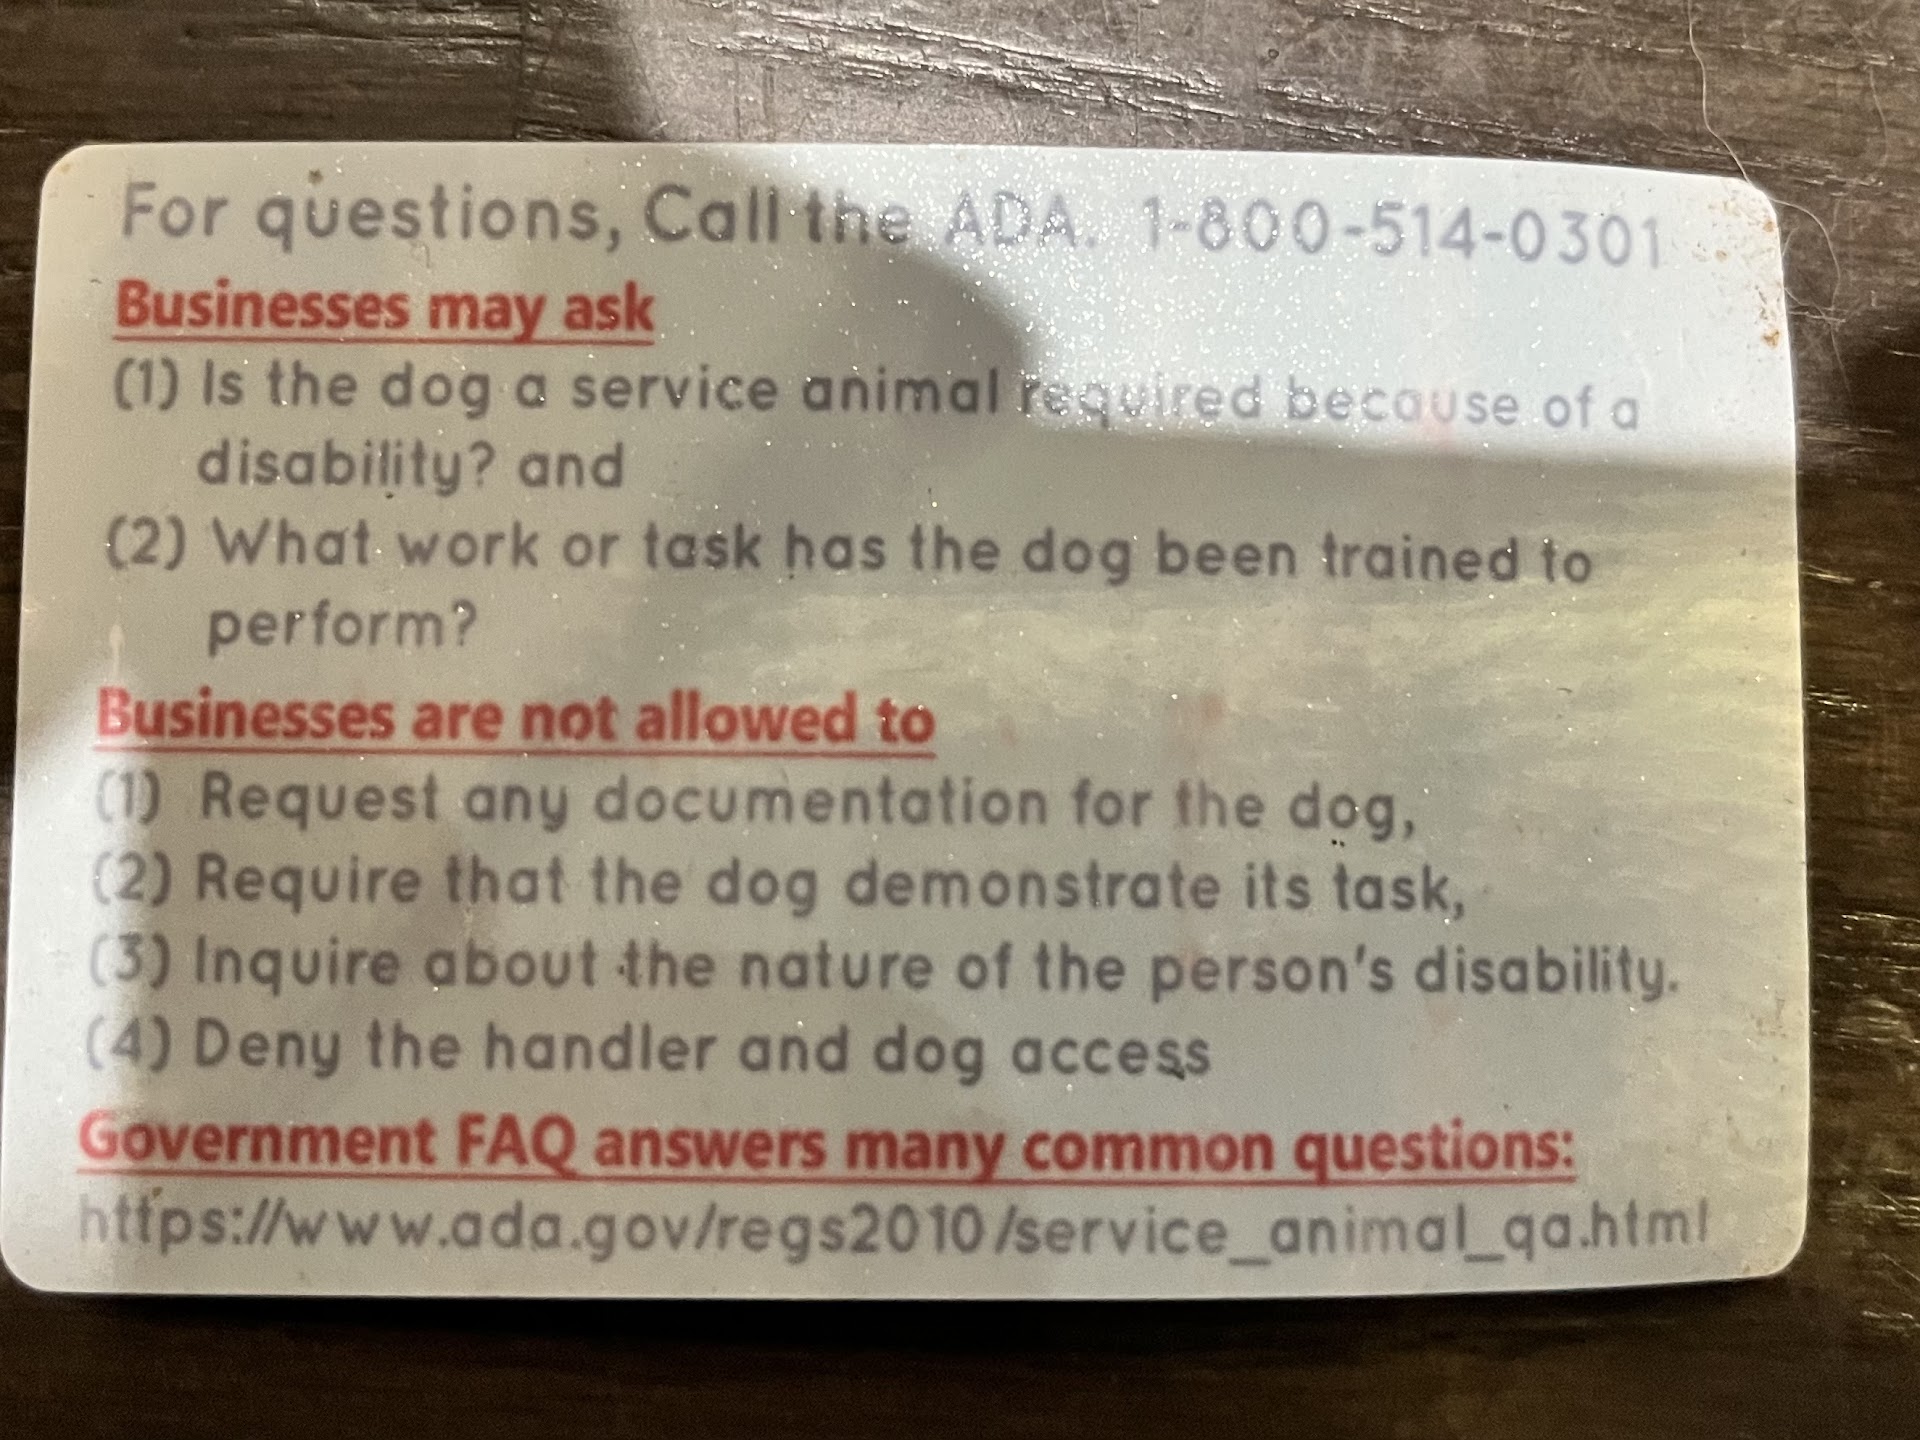 For questions, Call the ADA. 1-800-514-0301
Businesses may ask
(1) Is the dog a service animal required because of a
disability? and
(2) What work or task has the dog been trained to
perform?
Businesses are not allowed to
(1) Request any documentation for the dog,
(2) Require that the dog demonstrate its task,
(3) Inquire about the nature of the person's disability.
(4) Deny the handler and dog access
Government FAQ answers many common questions:
https://www.ada.gov/regs2010/service_animal_qa.html